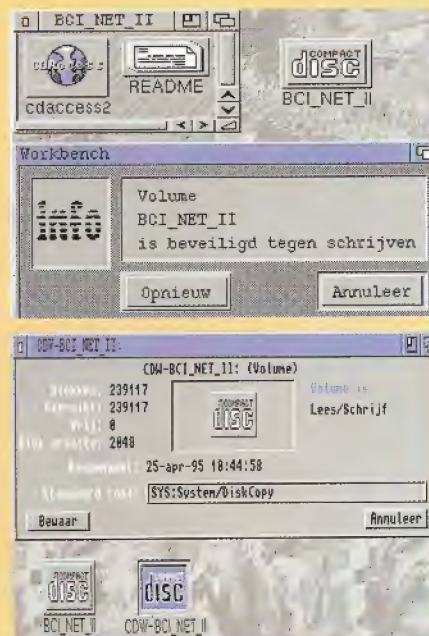 BCI_NET_II
cdaccess2
README
COMPACT
disc
BCI_NET_II
Workbench
info
Volume
BCI_NET_II
is beveiligd tegen schrijven
Opnieuw
Annuleer
CDW-BCI_NET_II:
CDW-BCI_NET_II: (Volume)
239117
239117
0
2048
COMPACT
disc
Volume is
Lees/Schrijf
25-apr-95 18:44:58
SYS:System/DiskCopy
Bewaar
Annuleer
COMPACT
disc
BCI_NET_II
disc
CDW-BCI_NET_II